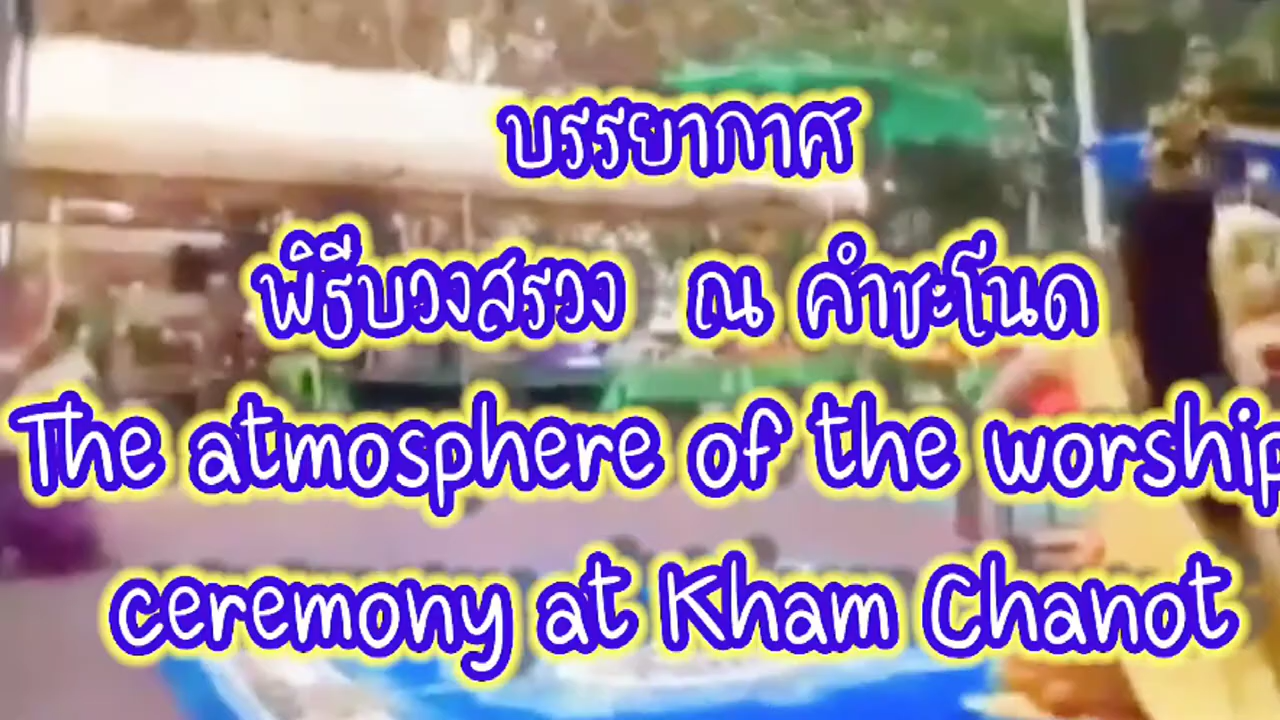 บรรยากาศ
พิธีบวงสรวง ณ คำชะโนด
The atmosphere of the worship
ceremony at Kham Chanot